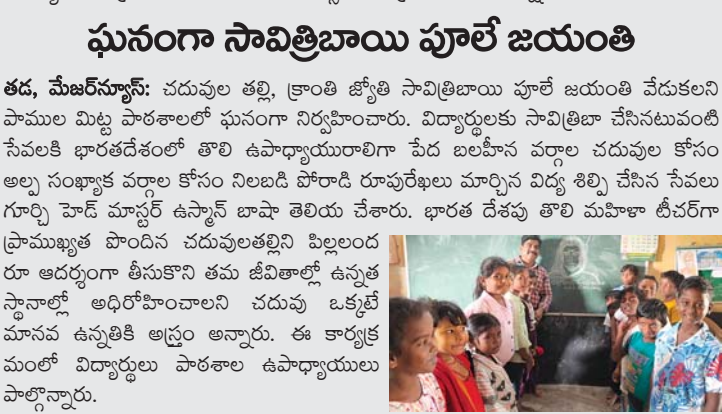 ఘనంగా సావిత్రిబాయి పూలే జయంతి
తడ, మేజర్‌న్యూస్: చదువుల తల్లి, క్రాంతి జ్యోతి సావిత్రిబాయి పూలే జయంతి వేడుకలని
పాముల మిట్ట పాఠశాలలో ఘనంగా నిర్వహించారు. విద్యార్థులకు సావిత్రిబా చేసినటువంటి
సేవలకి భారతదేశంలో తొలి ఉపాధ్యాయురాలిగా పేద బలహీన వర్గాల చదువుల కోసం
అల్ప సంఖ్యాక వర్గాల కోసం నిలబడి పోరాడి రూపురేఖలు మార్చిన విద్య శిల్పి చేసిన సేవలు
గూర్చి హెడ్ మాస్టర్ ఉస్మాన్ బాషా తెలియ చేశారు. భారత దేశపు తొలి మహిళా టీచర్‌గా
ప్రాముఖ్యత పొందిన చదువులతల్లిని పిల్లలంద
రూ ఆదర్శంగా తీసుకొని తమ జీవితాల్లో ఉన్నత
స్థానాల్లో అధిరోహించాలని చదువు ఒక్కటే
మానవ ఉన్నతికి అస్త్రం అన్నారు. ఈ కార్యక్ర
మంలో విద్యార్థులు పాఠశాల ఉపాధ్యాయులు
పాల్గొన్నారు.